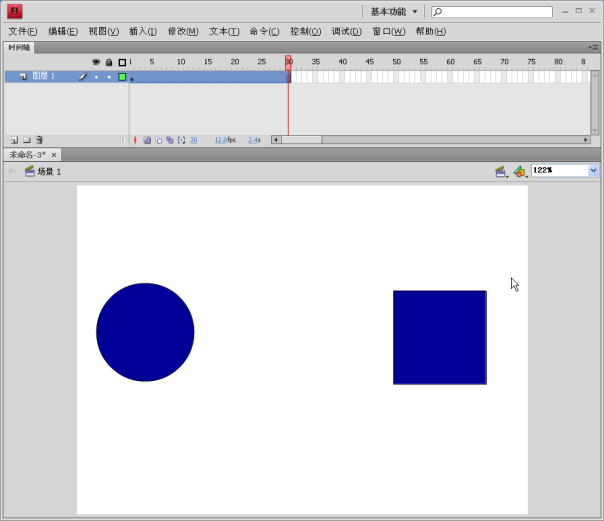 Fl 基本功能
文件(F) 编辑(E) 视图(V) 插入(I) 修改(M) 文本(T) 命令(C) 控制(O) 调试(D) 窗口(W) 帮助(H)
时间轴
1 5 10 15 20 25 30 35 40 45 50 55 60 65 70 75 80 8
图层 1
30 12.0fps 2.4s
未命名-3* ×
场景 1 122%